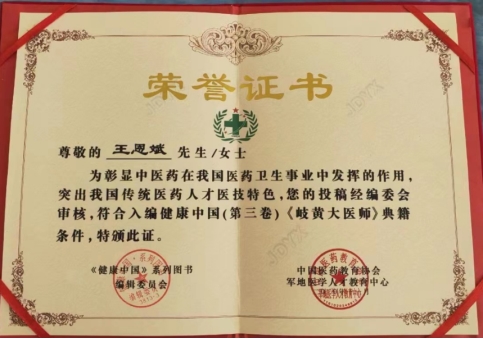 荣誉证书
尊敬的 王恩斌 先生/女士
为彰显中医药在我国医药卫生事业中发挥的作用，
突出我国传统医药人才医技特色，您的投稿经编委会
审核，符合入编健康中国(第三卷)《岐黄大医师》典籍
条件，特颁此证。
《健康中国》系列图书
编辑委员会
中国医药教育协会
军地医学人才教育中心
JDYX